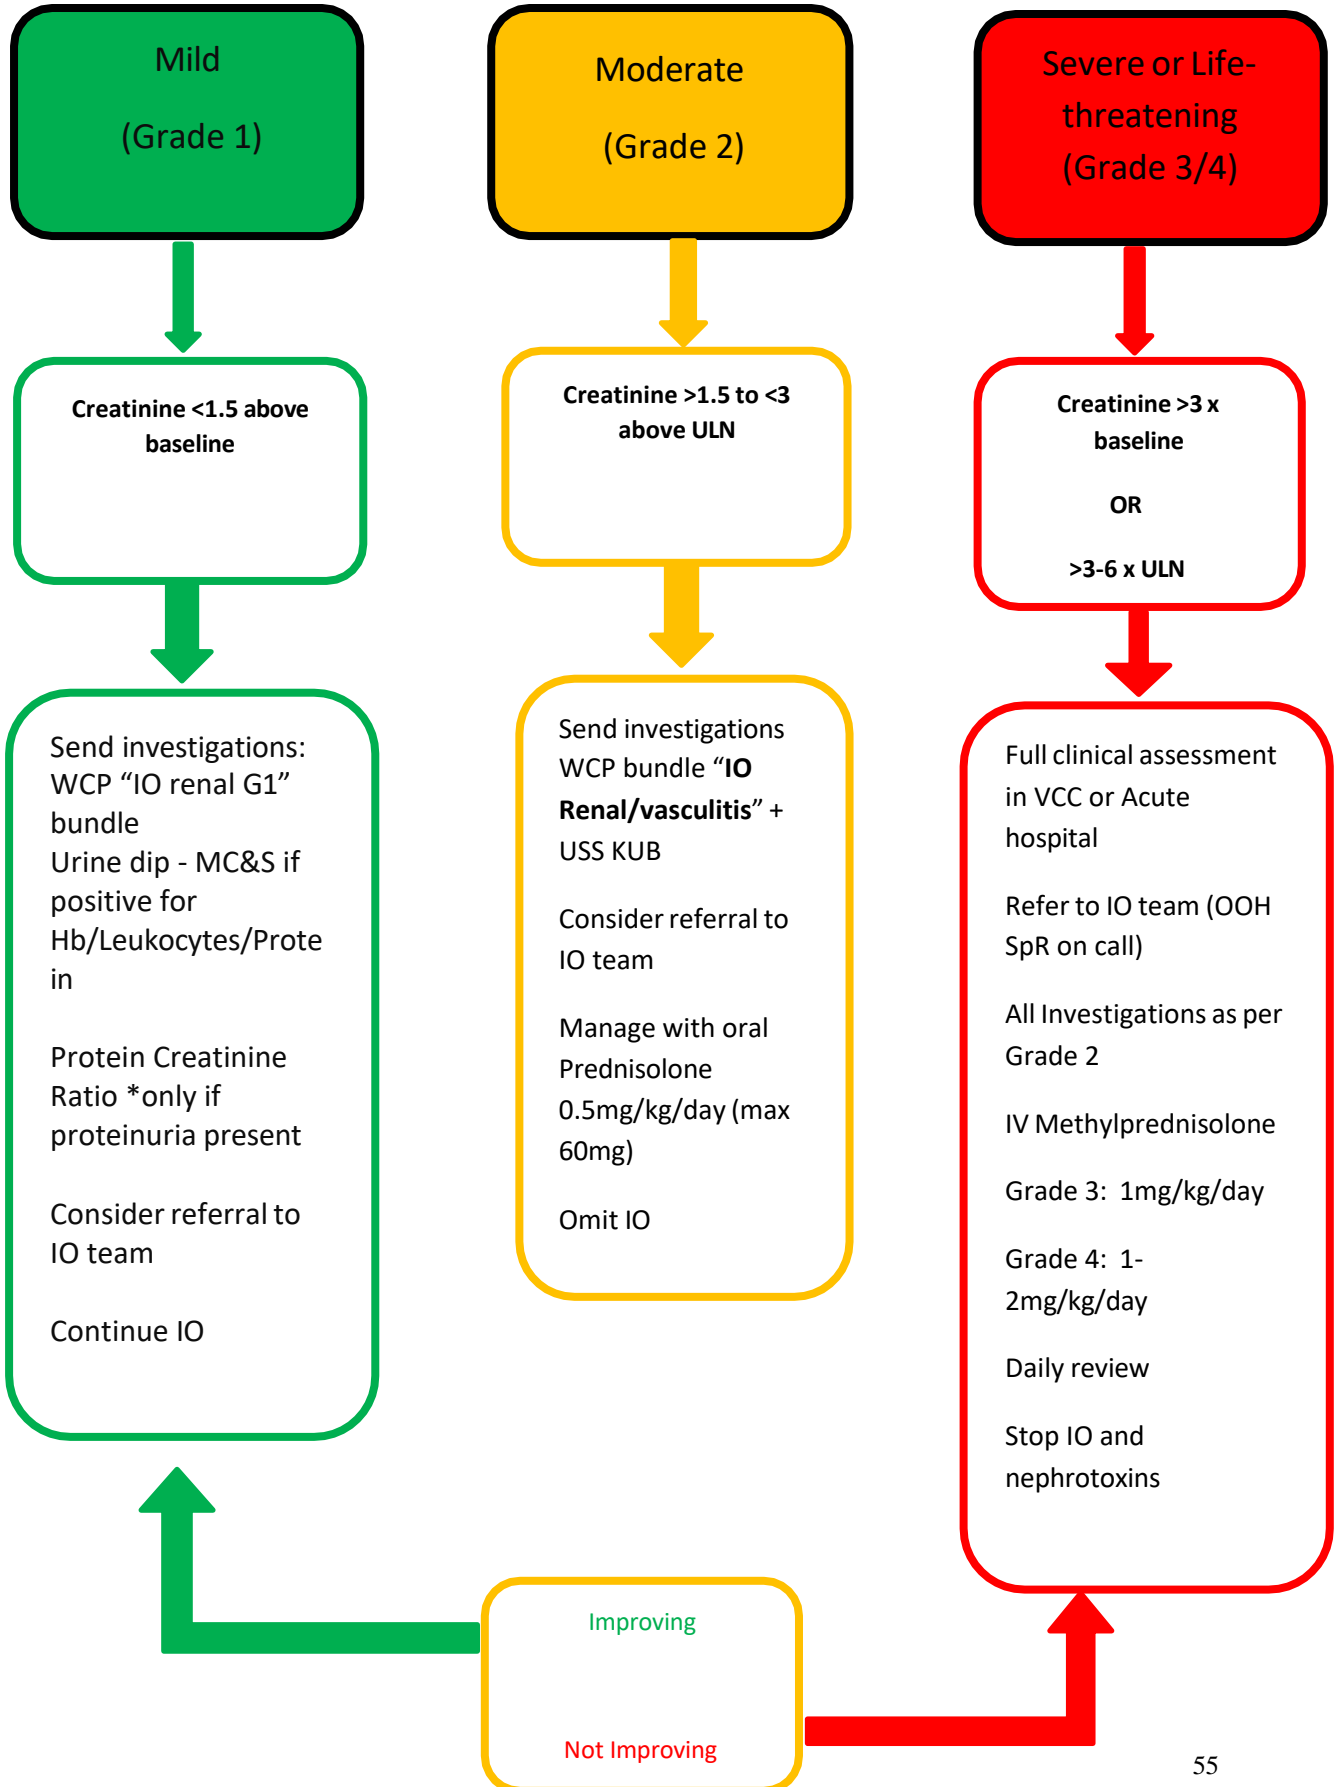 Mild
(Grade 1)
Moderate
(Grade 2)
Severe or Life-
threatening
(Grade 3/4)
Creatinine <1.5 above
baseline
Creatinine >1.5 to <3
above ULN
Creatinine >3 x
baseline
OR
>3-6 x ULN
Send investigations:
WCP “IO renal G1”
bundle
Urine dip - MC&S if
positive for
Hb/Leukocytes/Prote
in
Protein Creatinine
Ratio *only if
proteinuria present
Consider referral to
IO team
Continue IO
Send investigations
WCP bundle “IO
Renal/vasculitis” +
USS KUB
Consider referral to
IO team
Manage with oral
Prednisolone
0.5mg/kg/day (max
60mg)
Omit IO
Full clinical assessment
in VCC or Acute
hospital
Refer to IO team (OOH
SpR on call)
All Investigations as per
Grade 2
IV Methylprednisolone
Grade 3: 1mg/kg/day
Grade 4: 1-
2mg/kg/day
Daily review
Stop IO and
nephrotoxins
Improving
Not Improving
55